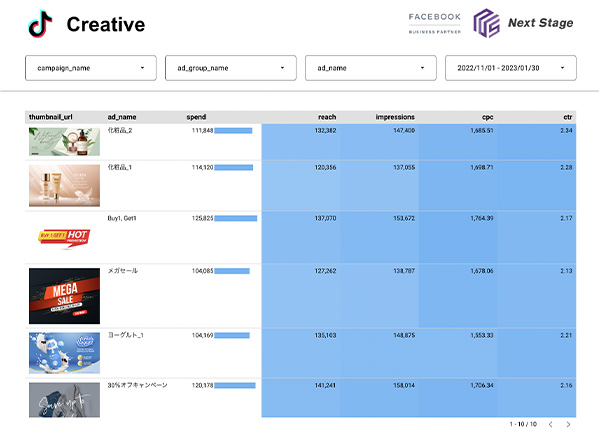 Creative
FACEBOOK
BUSINESS PARTNER
Next Stage
campaign_name
ad_group_name
ad_name
2022/11/01 - 2023/01/30
thumbnail_url ad_name spend reach impressions cpc ctr
化粧品_2 111,848 132,382 147,400 1,685.51 2.34
化粧品_1 114,120 120,356 137,055 1,698.71 2.28
Buy1, Get1 125,825 137,070 153,672 1,764.39 2.17
BUY 1 GET 1 HOT
メガセール 104,085 127,262 138,787 1,678.06 2.13
MEGA
SALE
ヨーグルト_1 104,169 135,103 148,875 1,553.33 2.21
30%オフキャンペーン 120,178 141,241 158,014 1,706.34 2.16
Save up to
1 - 10 / 10